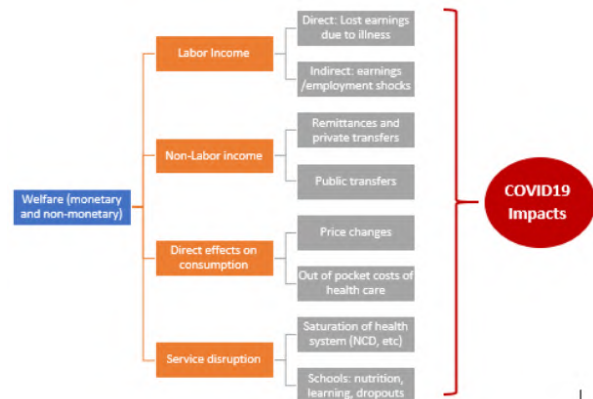 Direct: Lost earnings
due to illness
Labor Income
Indirect: earnings
/employment shocks
Remittances and
private transfers
Non-Labor income
Public transfers
Welfare (monetary
and non-monetary)
COVID19
Impacts
Price changes
Direct effects on
consumption
Out of pocket costs of
health care
Saturation of health
system (NCD, etc)
Service disruption
Schools: nutrition,
learning, dropouts